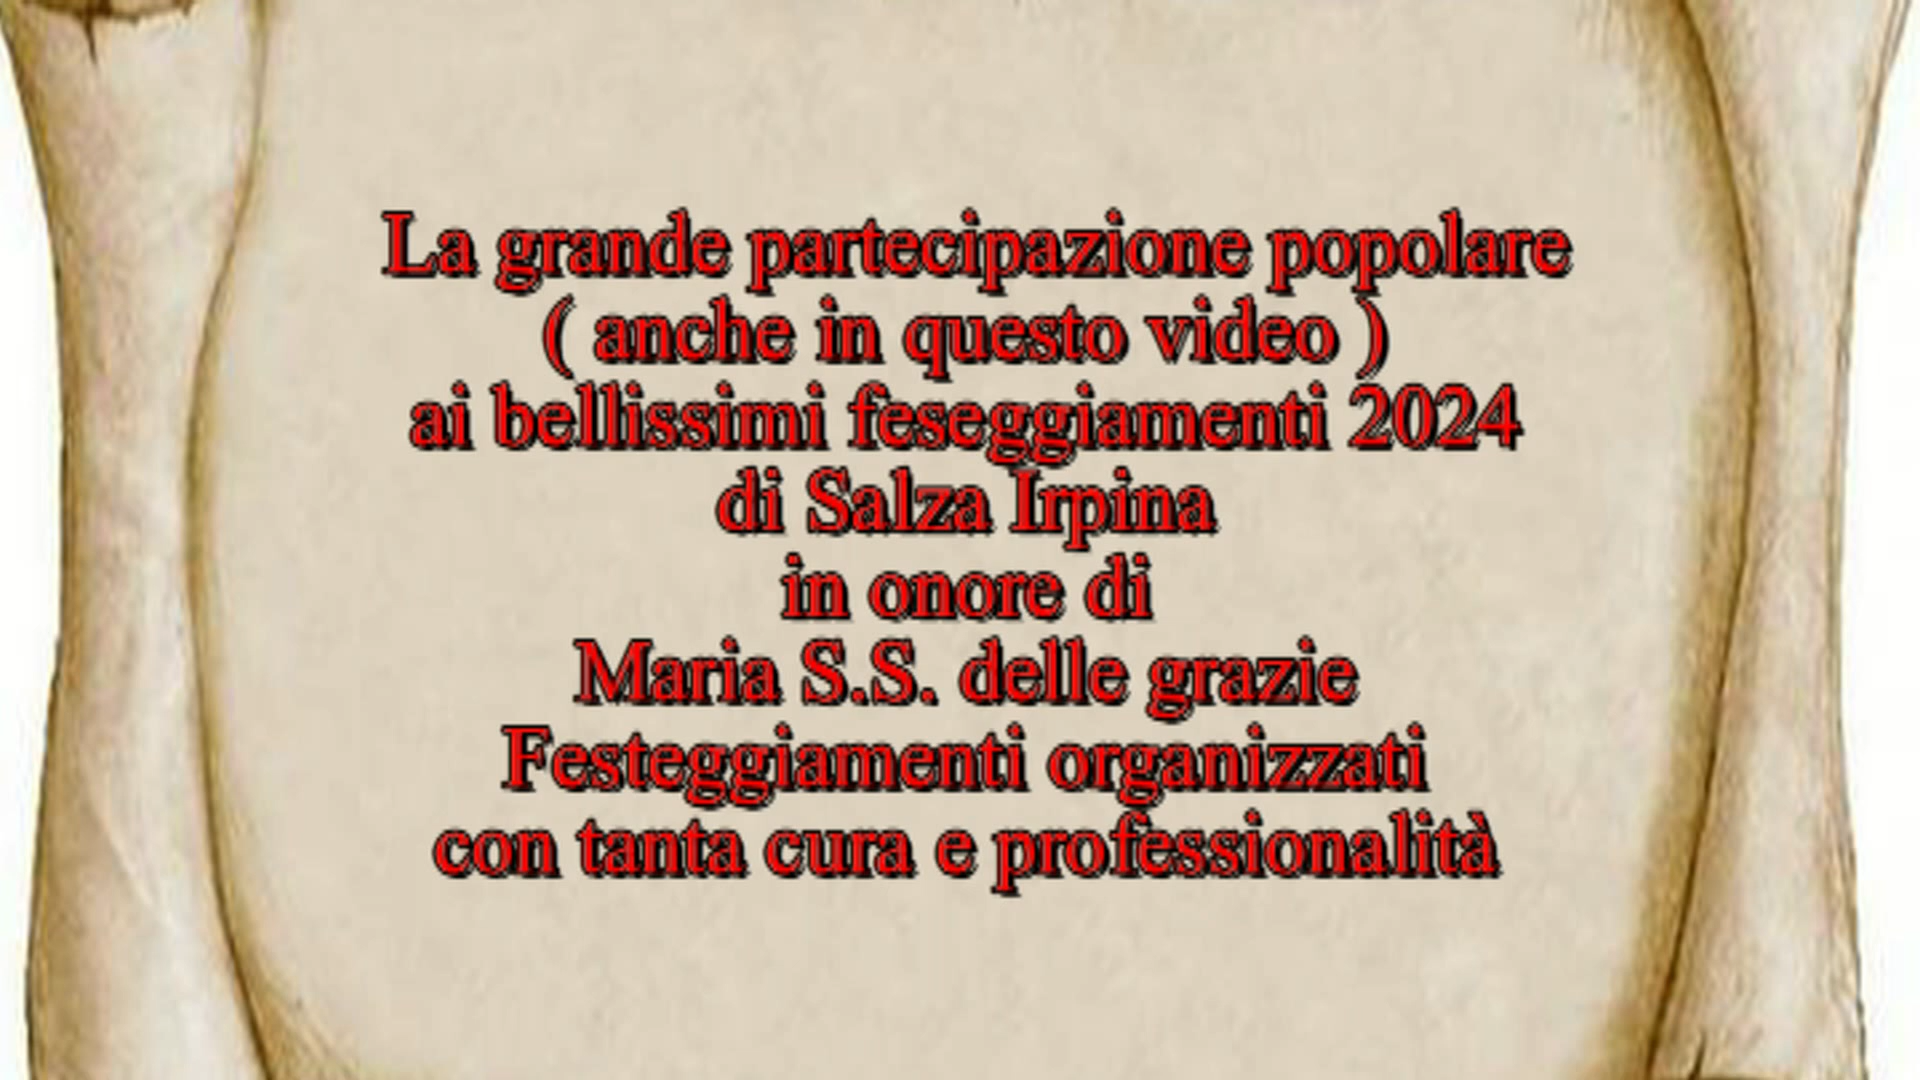 La grande partecipazione popolare
( anche in questo video )
ai bellissimi feseggiamenti 2024
di Salza Irpina
in onore di
Maria S.S. delle grazie
Festeggiamenti organizzati
con tanta cura e professionalità